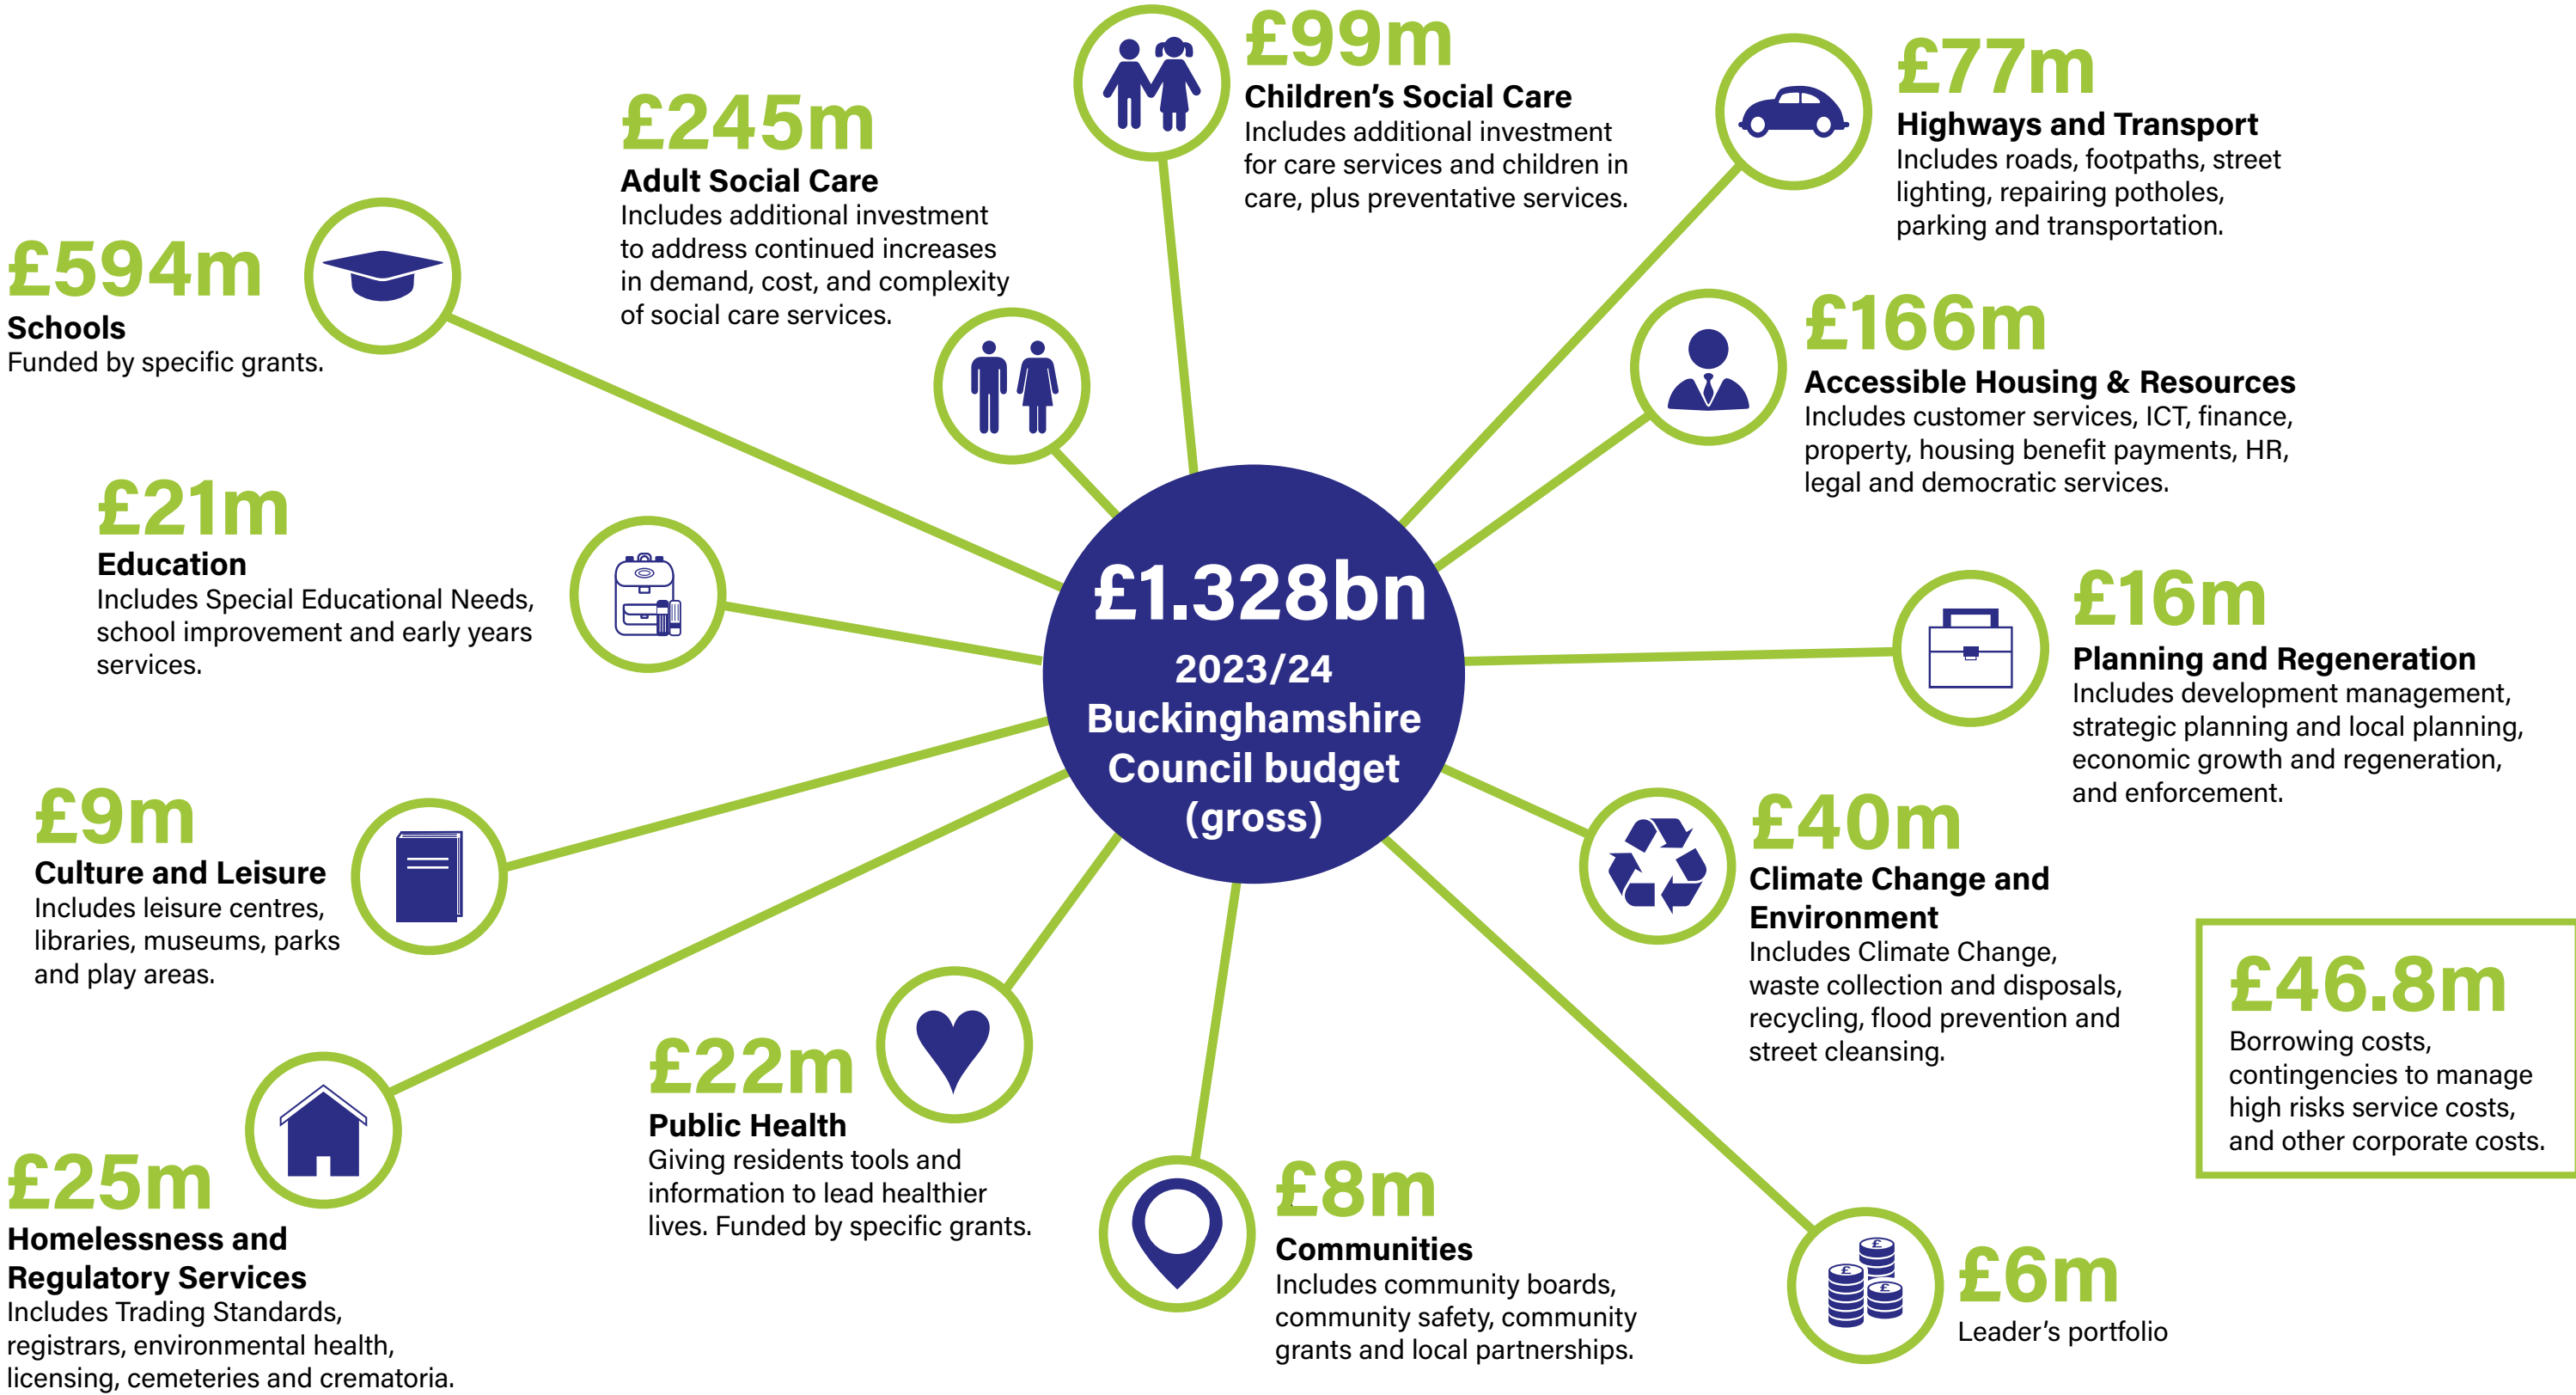 £594m
Schools
Funded by specific grants.
£245m
Adult Social Care
Includes additional investment
to address continued increases
in demand, cost, and complexity
of social care services.
£99m
Children's Social Care
Includes additional investment
for care services and children in
care, plus preventative services.
£77m
Highways and Transport
Includes roads, footpaths, street
lighting, repairing potholes,
parking and transportation.
£166m
Accessible Housing & Resources
Includes customer services, ICT, finance,
property, housing benefit payments, HR,
legal and democratic services.
£21m
Education
Includes Special Educational Needs,
school improvement and early years
services.
£1.328bn
2023/24
Buckinghamshire
Council budget
(gross)
£16m
Planning and Regeneration
Includes development management,
strategic planning and local planning,
economic growth and regeneration,
and enforcement.
£9m
Culture and Leisure
Includes leisure centres,
libraries, museums, parks
and play areas.
£40m
Climate Change and
Environment
Includes Climate Change,
waste collection and disposals,
recycling, flood prevention and
street cleansing.
£46.8m
Borrowing costs,
contingencies to manage
high risks service costs,
and other corporate costs.
£25m
Homelessness and
Regulatory Services
Includes Trading Standards,
registrars, environmental health,
licensing, cemeteries and crematoria.
£22m
Public Health
Giving residents tools and
information to lead healthier
lives. Funded by specific grants.
£8m
Communities
Includes community boards,
community safety, community
grants and local partnerships.
£
£
£
£6m
Leader's portfolio